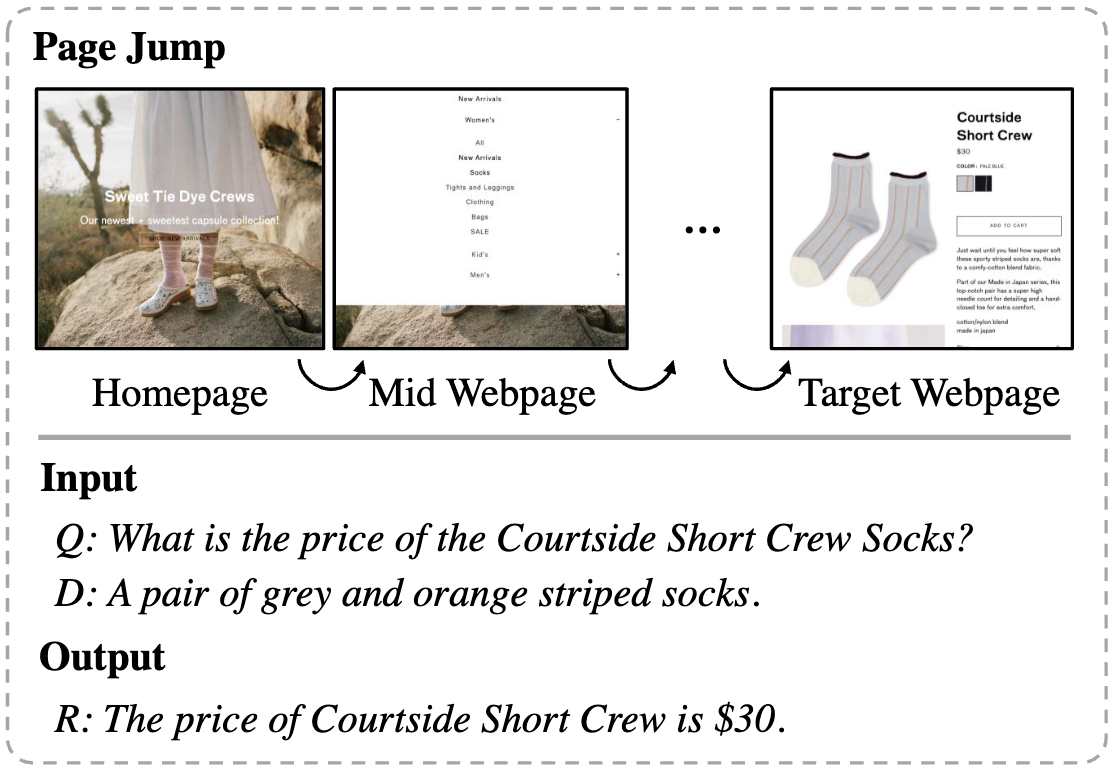 Page Jump
Sweet Tie Dye Crews
Our newest + sweetest capsule collection!
SHOP NEW ARRIVALS
New Arrivals
Women's –
All
New Arrivals
Socks
Tights and Leggings
Clothing
Bags
SALE
Kid's +
Men's +
...
Courtside
Short Crew
$30
COLOR: PALE BLUE
ADD TO CART
Just wait until you feel how super soft
these sporty striped socks are, thanks
to a comfy-cotton blend fabric.
Part of our Made in Japan series, this
top-notch pair has a super high
needle count for detailing and a hand-
closed toe for extra comfort.
cotton/nylon blend
made in japan
Homepage
Mid Webpage
Target Webpage
Input
Q: What is the price of the Courtside Short Crew Socks?
D: A pair of grey and orange striped socks.
Output
R: The price of Courtside Short Crew is $30.